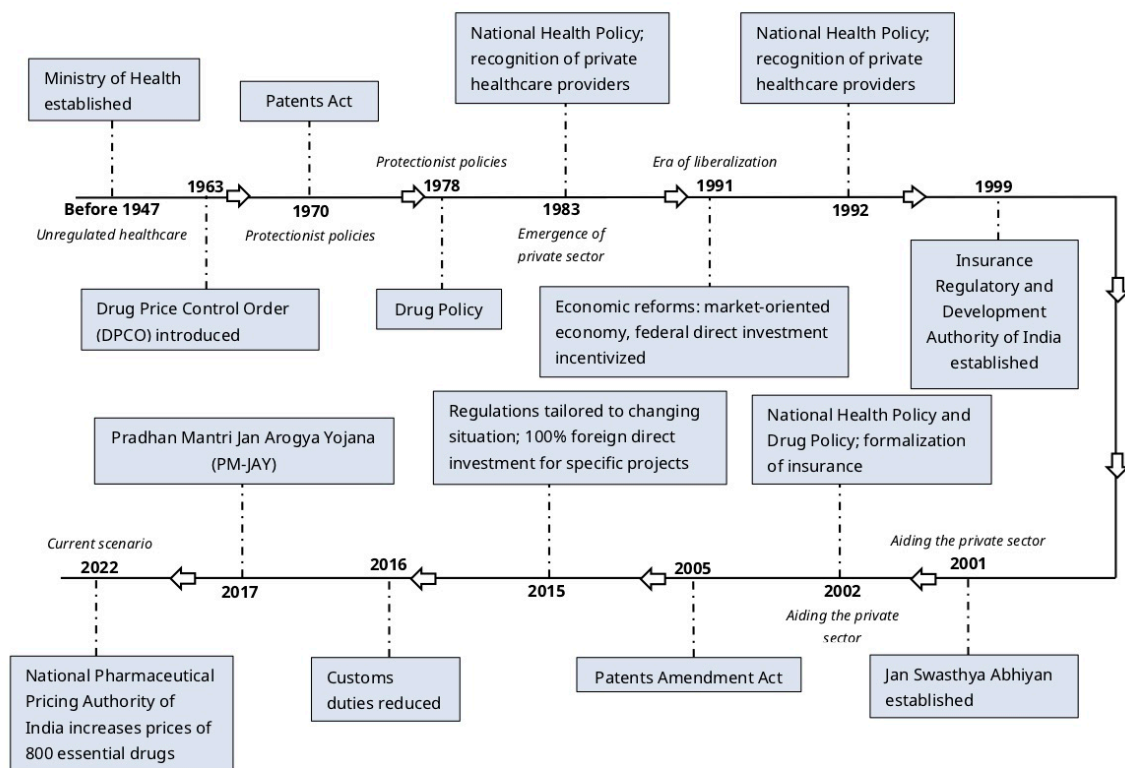 Ministry of Health
established
Patents Act
National Health Policy;
recognition of private
healthcare providers
National Health Policy;
recognition of private
healthcare providers
Protectionist policies
Era of liberalization
1963
1978
1991
1999
Before 1947
1970
1983
1992
Unregulated healthcare
Protectionist policies
Emergence of
private sector
Drug Price Control Order
(DPCO) introduced
Drug Policy
Economic reforms: market-oriented
economy, federal direct investment
incentivized
Insurance
Regulatory and
Development
Authority of India
established
Pradhan Mantri Jan Arogya Yojana
(PM-JAY)
Regulations tailored to changing
situation; 100% foreign direct
investment for specific projects
National Health Policy and
Drug Policy; formalization
of insurance
Current scenario
Aiding the private sector
2022
2016
2005
2001
2017
2015
2002
Aiding the private
sector
National Pharmaceutical
Pricing Authority of
India increases prices of
800 essential drugs
Customs
duties reduced
Patents Amendment Act
Jan Swasthya Abhiyan
established